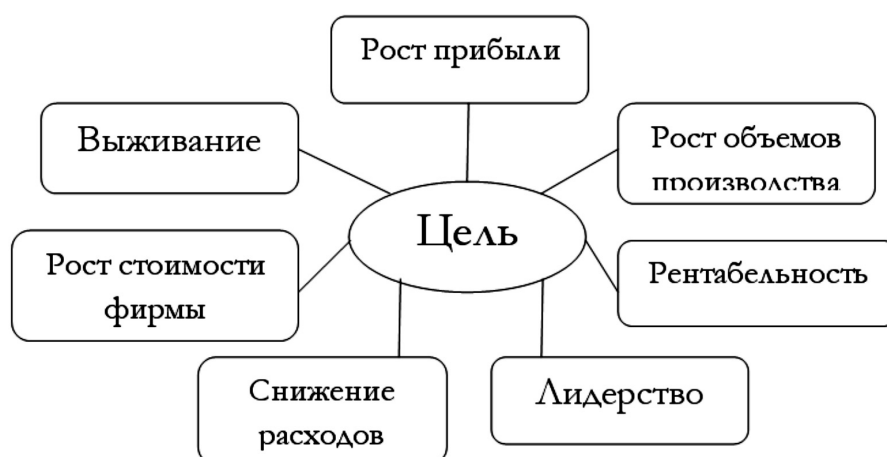 Рост прибыли
Выживание
Рост объемов
производства
Цель
Рост стоимости
фирмы
Рентабельность
Снижение
расходов
Лидерство